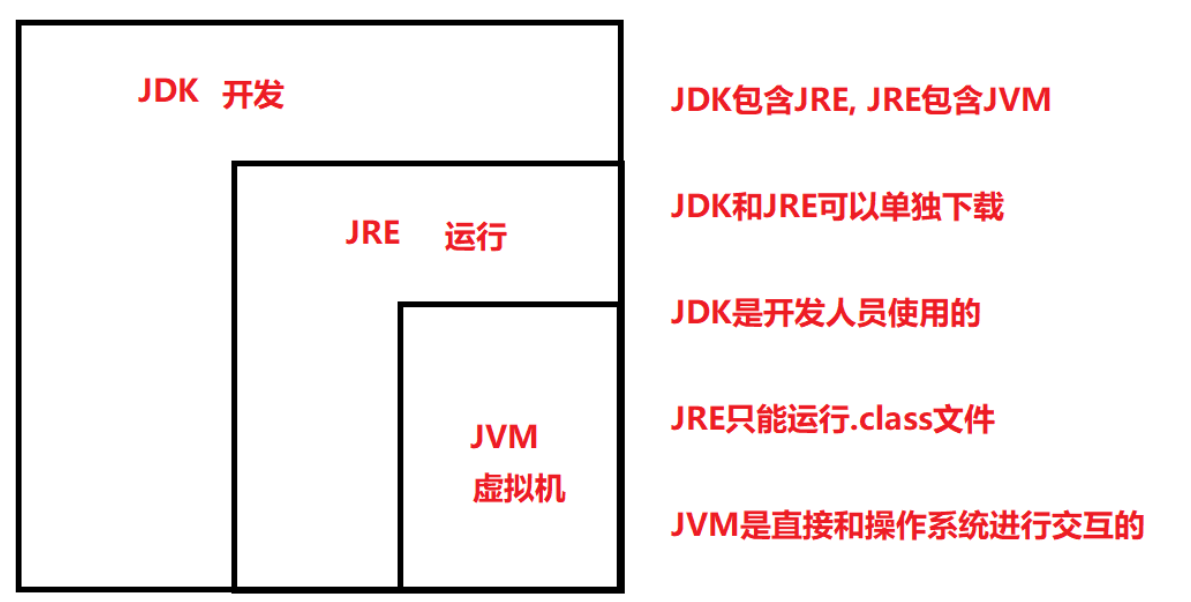 JDK 开发
JDK包含JRE, JRE包含JVM
JDK和JRE可以单独下载
JRE 运行
JDK是开发人员使用的
JRE只能运行.class文件
JVM
虚拟机
JVM是直接和操作系统进行交互的